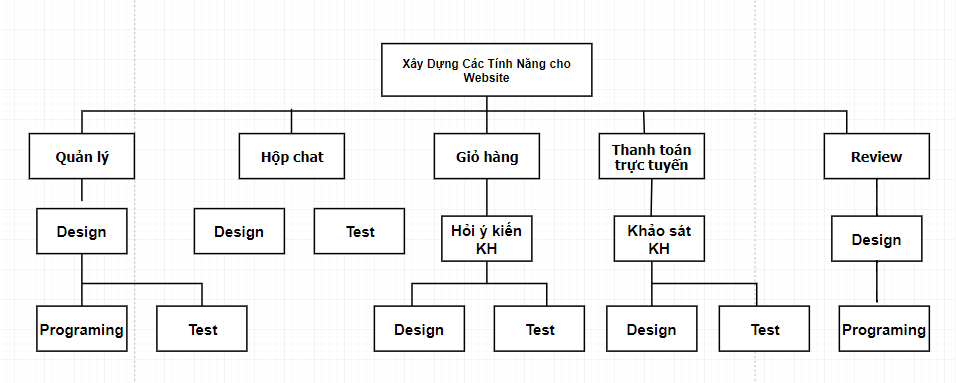 Xây Dựng Các Tính Năng cho
Website
Quản lý
Hộp chat
Giỏ hàng
Thanh toán
trực tuyến
Review
Design
Design
Test
Hỏi ý kiến
KH
Khảo sát
KH
Design
Programing
Test
Design
Test
Design
Test
Programing